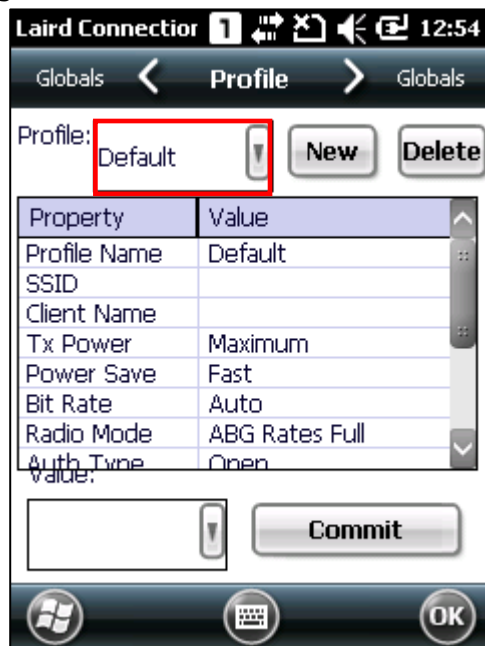 Laird Connection 1 12:54
Globals Profile Globals
Profile: Default New Delete
Property Value
Profile Name Default
SSID
Client Name
Tx Power Maximum
Power Save Fast
Bit Rate Auto
Radio Mode ABG Rates Full
Auth Type Open
Value:
Commit
OK